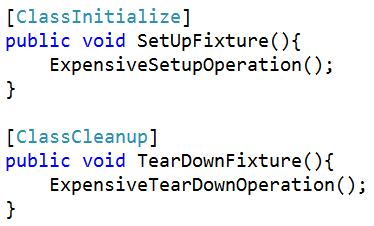 [ClassInitialize]
public void SetUpFixture(){
    ExpensiveSetupOperation();
}

[ClassCleanup]
public void TearDownFixture(){
    ExpensiveTearDownOperation();
}